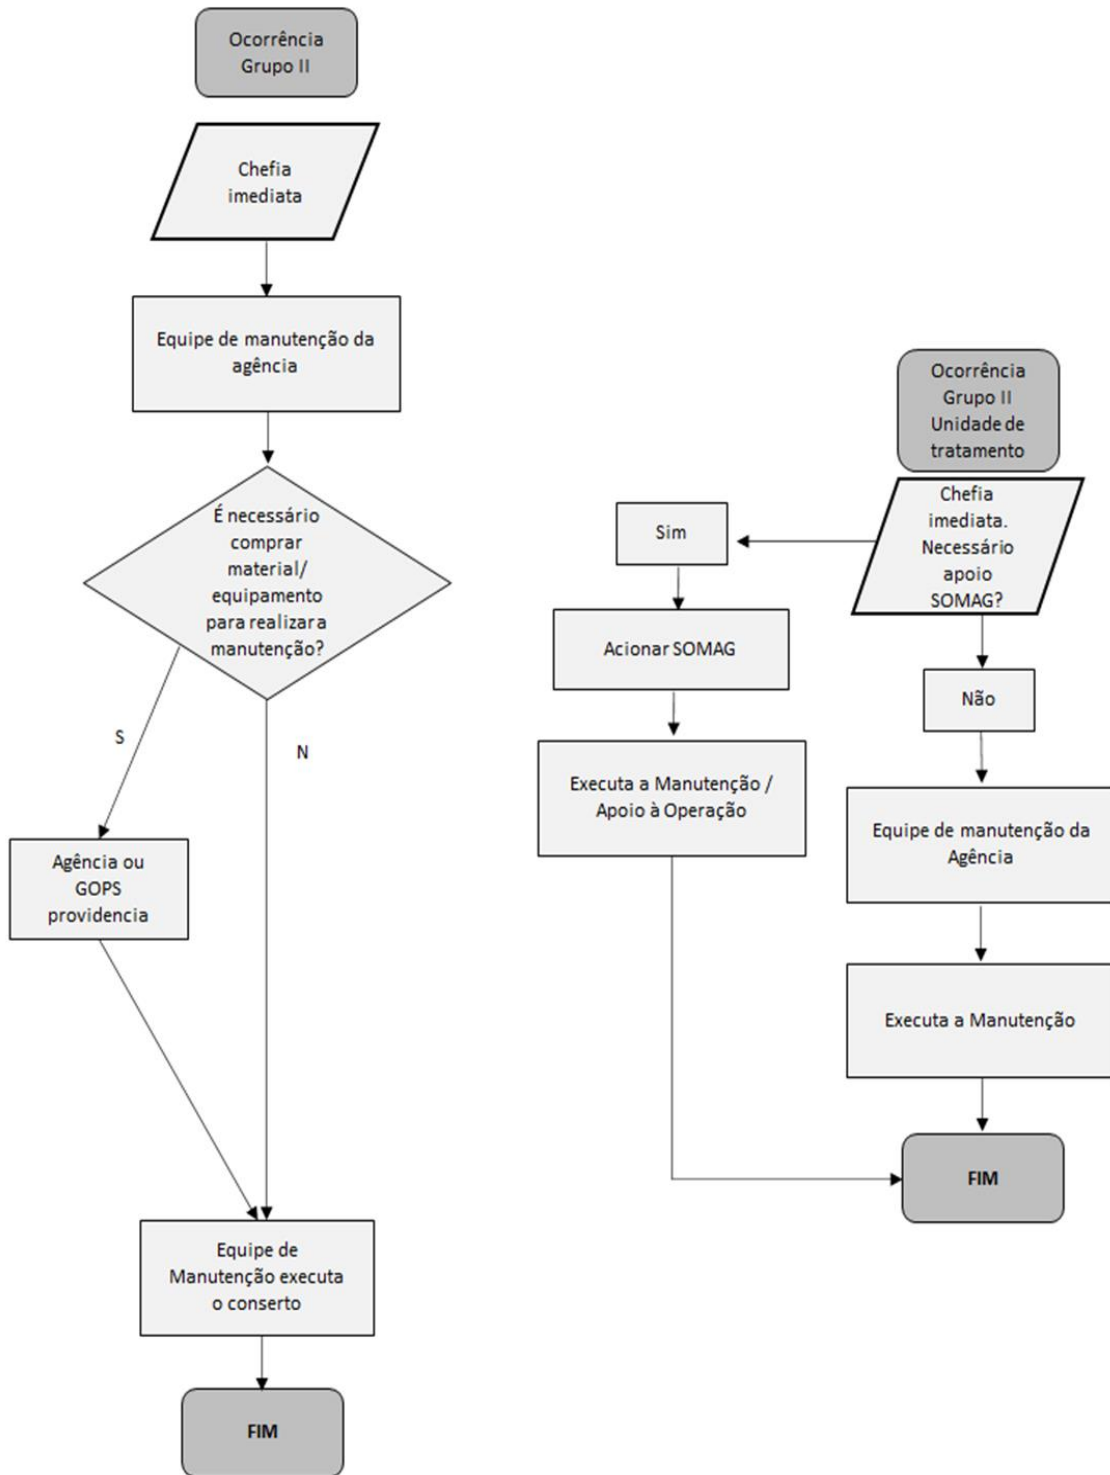 Ocorrência
Grupo II
Chefia
imediata
Equipe de manutenção da
agência
É necessário
comprar
material/
equipamento
para realizar a
manutenção?
S
N
Agência ou
GOPS
providencia
Equipe de
Manutenção executa
o conserto
FIM
Ocorrência
Grupo II
Unidade de
tratamento
Chefia
imediata.
Necessário
apoio
SOMAG?
Sim
Acionar SOMAG
Executa a Manutenção /
Apoio à Operação
Não
Equipe de manutenção da
Agência
Executa a Manutenção
FIM